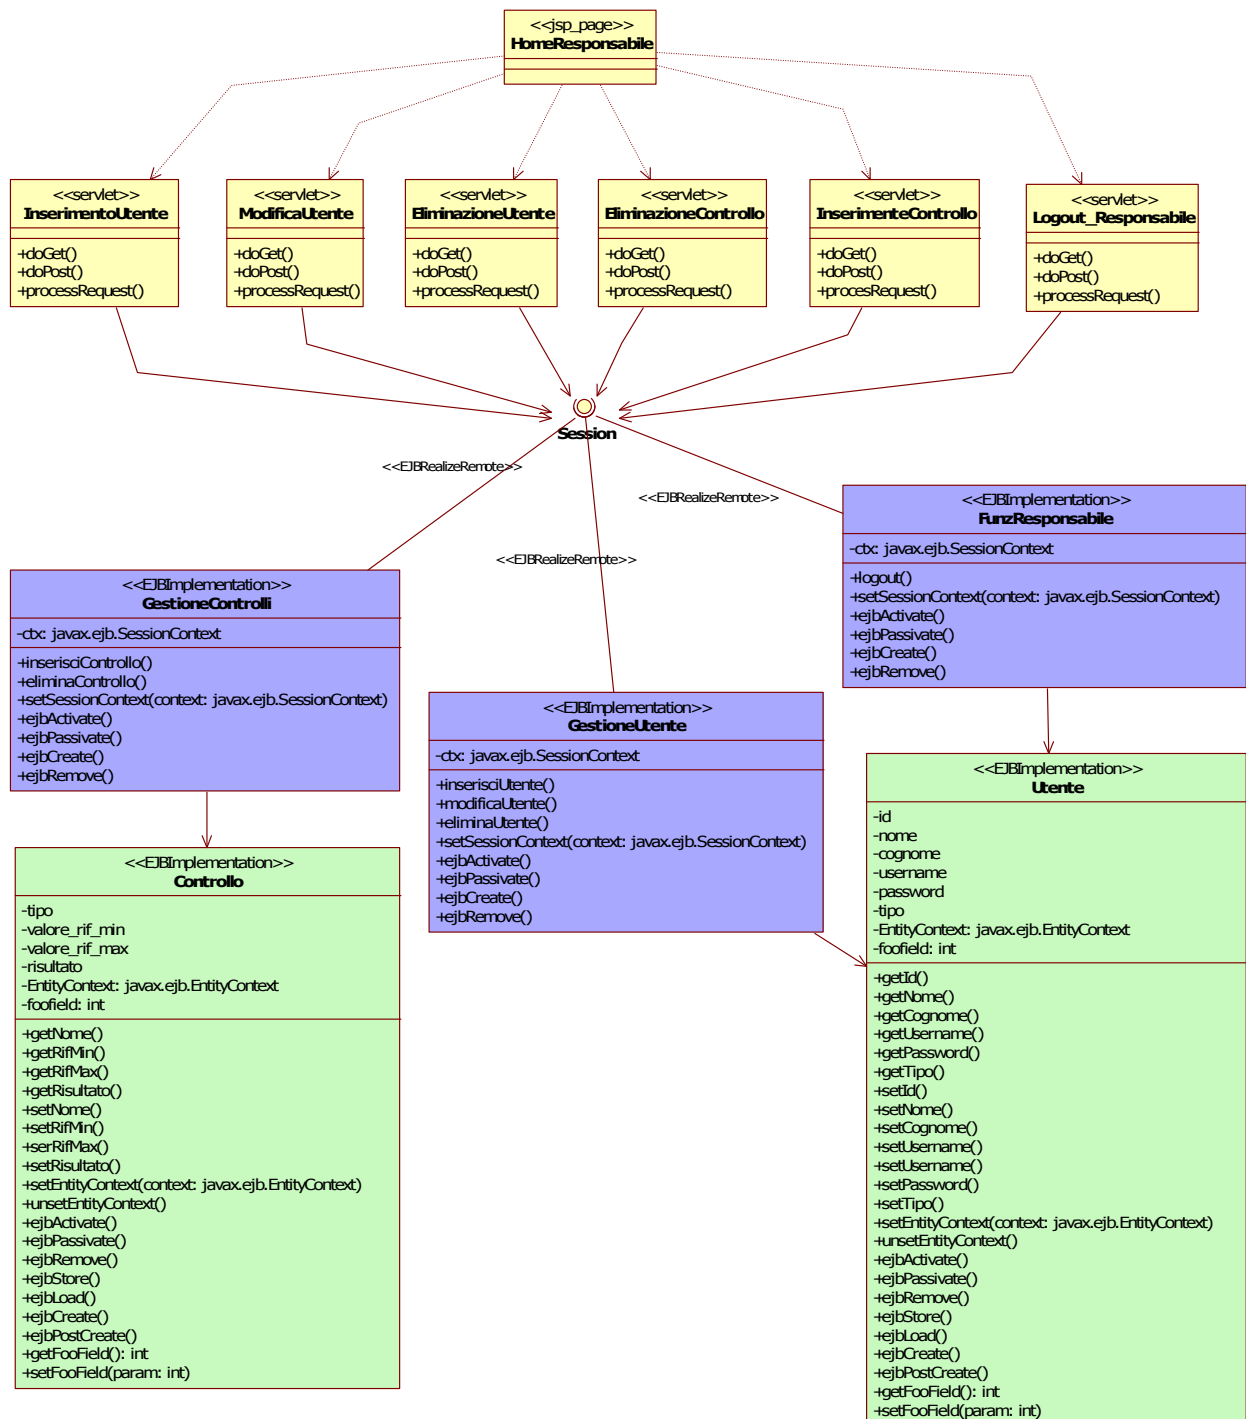 <<jsp_page>>
HomeResponsabile
<<servlet>>
InserimentoUtente
+doGet()
+doPost()
+processRequest()
<<servlet>>
ModificaUtente
+doGet()
+doPost()
+processRequest()
<<servlet>>
EliminazioneUtente
+doGet()
+doPost()
+processRequest()
<<servlet>>
EliminazioneControllo
+doGet()
+doPost()
+processRequest()
<<servlet>>
InserimenteControllo
+doGet()
+doPost()
+procesRequest()
<<servlet>>
Logout_Responsabile
+doGet()
+doPost()
+processRequest()
Session
<<EJBRealizeRemote>>
<<EJBRealizeRemote>>
<<EJBRealizeRemote>>
<<EJBImplementation>>
FunzResponsabile
-ctx: javax.ejb.SessionContext
+logout()
+setSessionContext(context: javax.ejb.SessionContext)
+ejbActivate()
+ejbPassivate()
+ejbCreate()
+ejbRemove()
<<EJBImplementation>>
GestioneControlli
-ctx: javax.ejb.SessionContext
+inserisciControllo()
+eliminaControllo()
+setSessionContext(context: javax.ejb.SessionContext)
+ejbActivate()
+ejbPassivate()
+ejbCreate()
+ejbRemove()
<<EJBImplementation>>
GestioneUtente
-ctx: javax.ejb.SessionContext
+inserisciUtente()
+modificaUtente()
+eliminaUtente()
+setSessionContext(context: javax.ejb.SessionContext)
+ejbActivate()
+ejbPassivate()
+ejbCreate()
+ejbRemove()
<<EJBImplementation>>
Controllo
-tipo
-valore_rif_min
-valore_rif_max
-risultato
-EntityContext: javax.ejb.EntityContext
-foofield: int
+getNome()
+getRifMin()
+getRifMax()
+getRisultato()
+setNome()
+setRifMin()
+serRifMax()
+setRisultato()
+setEntityContext(context: javax.ejb.EntityContext)
+unsetEntityContext()
+ejbActivate()
+ejbPassivate()
+ejbRemove()
+ejbStore()
+ejbLoad()
+ejbCreate()
+ejbPostCreate()
+getFooField(): int
+setFooField(param: int)
<<EJBImplementation>>
Utente
-id
-nome
-cognome
-username
-password
-tipo
-EntityContext: javax.ejb.EntityContext
-foofield: int
+getId()
+getNome()
+getCognome()
+getUsername()
+getPassword()
+getTipo()
+setId()
+setNome()
+setCognome()
+setUsername()
+setUsername()
+setPassword()
+setTipo()
+setEntityContext(context: javax.ejb.EntityContext)
+unsetEntityContext()
+ejbActivate()
+ejbPassivate()
+ejbRemove()
+ejbStore()
+ejbLoad()
+ejbCreate()
+ejbPostCreate()
+getFooField(): int
+setFooField(param: int)